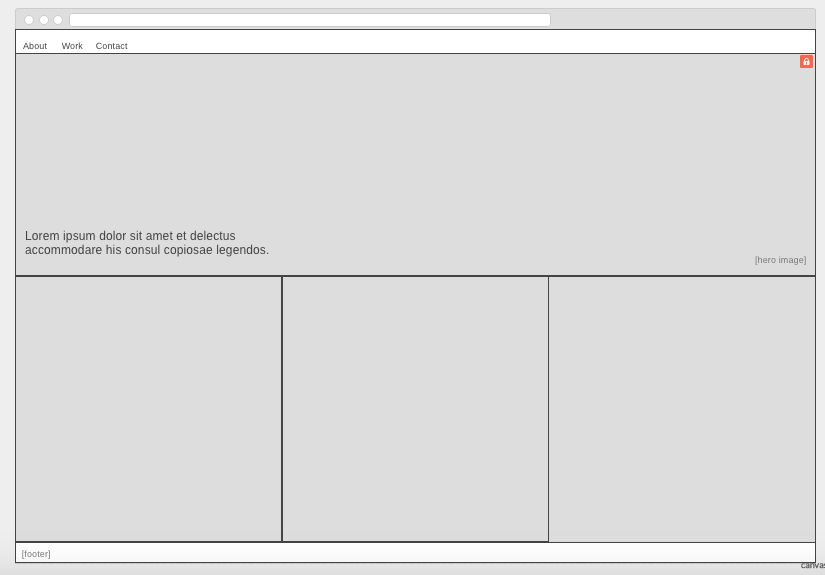 About Work Contact
Lorem ipsum dolor sit amet et delectus
accommodare his consul copiosae legendos.
[hero image]
[footer]
canvas